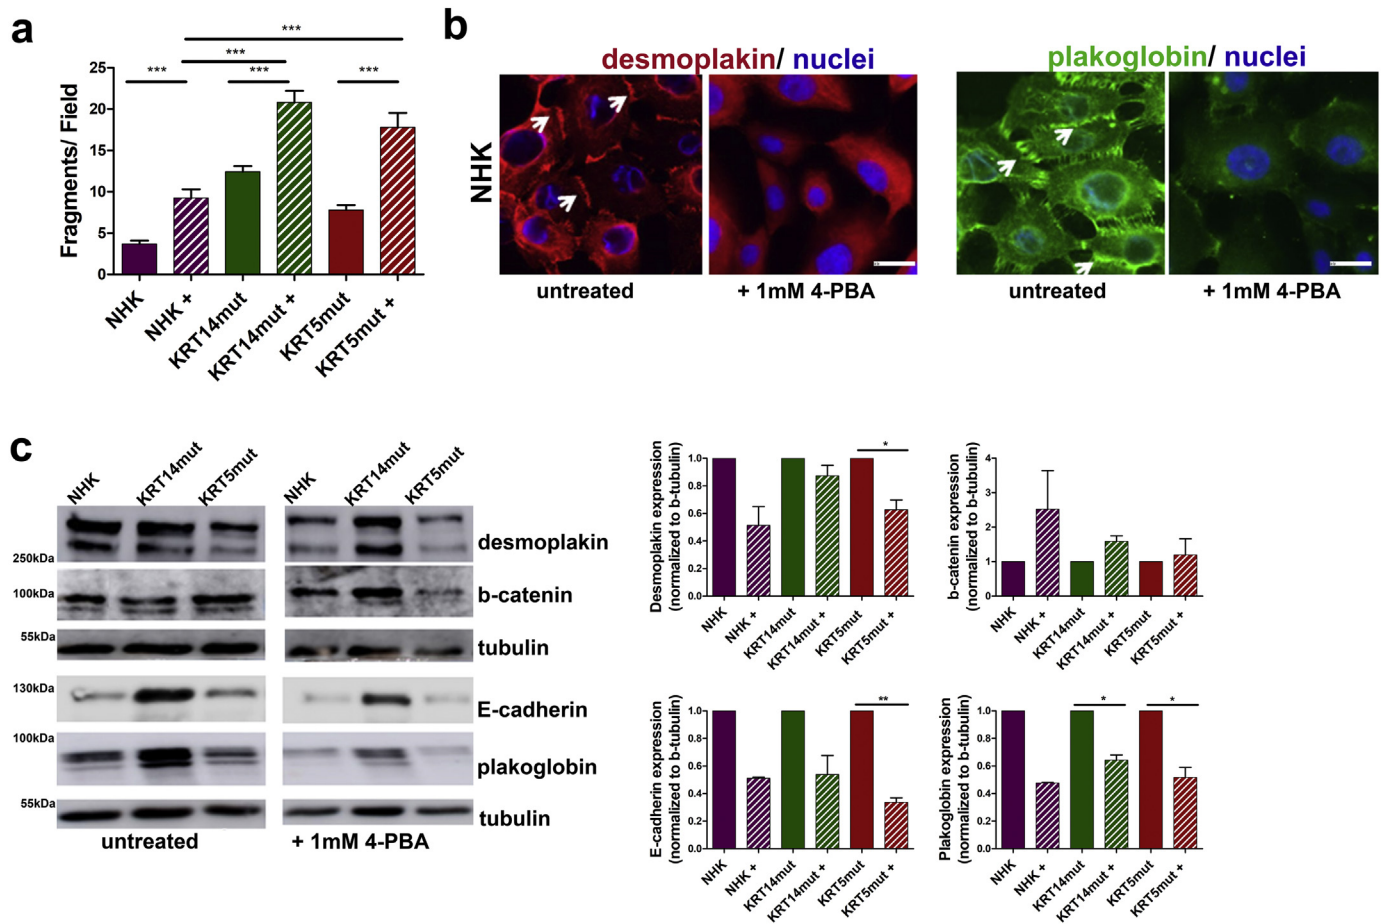 a
***
***
*** *** ***
25
20
15
10
5
0
Fragments/ Field
NHK
NHK +
KRT14mut
KRT14mut +
KRT5mut
KRT5mut +
b
desmoplakin/ nuclei
plakoglobin/ nuclei
NHK
untreated
+ 1mM 4-PBA
untreated
+ 1mM 4-PBA
c
NHK
KRT14mut
KRT5mut
NHK
KRT14mut
KRT5mut
250kDa
desmoplakin
100kDa
b-catenin
55kDa
tubulin
130kDa
E-cadherin
100kDa
plakoglobin
55kDa
tubulin
untreated
+ 1mM 4-PBA
Desmoplakin expression
(normalized to b-tubulin)
1.0
0.8
0.6
0.4
0.2
0.0
*
NHK
NHK +
KRT14mut
KRT14mut +
KRT5mut
KRT5mut +
b-catenin expression
(normalized to b-tubulin)
4
3
2
1
0
NHK
NHK +
KRT14mut
KRT14mut +
KRT5mut
KRT5mut +
E-cadherin expression
(normalized to b-tubulin)
1.0
0.8
0.6
0.4
0.2
0.0
**
NHK
NHK +
KRT14mut
KRT14mut +
KRT5mut
KRT5mut +
Plakoglobin expression
(normalized to b-tubulin)
1.0
0.8
0.6
0.4
0.2
0.0
* *
NHK
NHK +
KRT14mut
KRT14mut +
KRT5mut
KRT5mut +